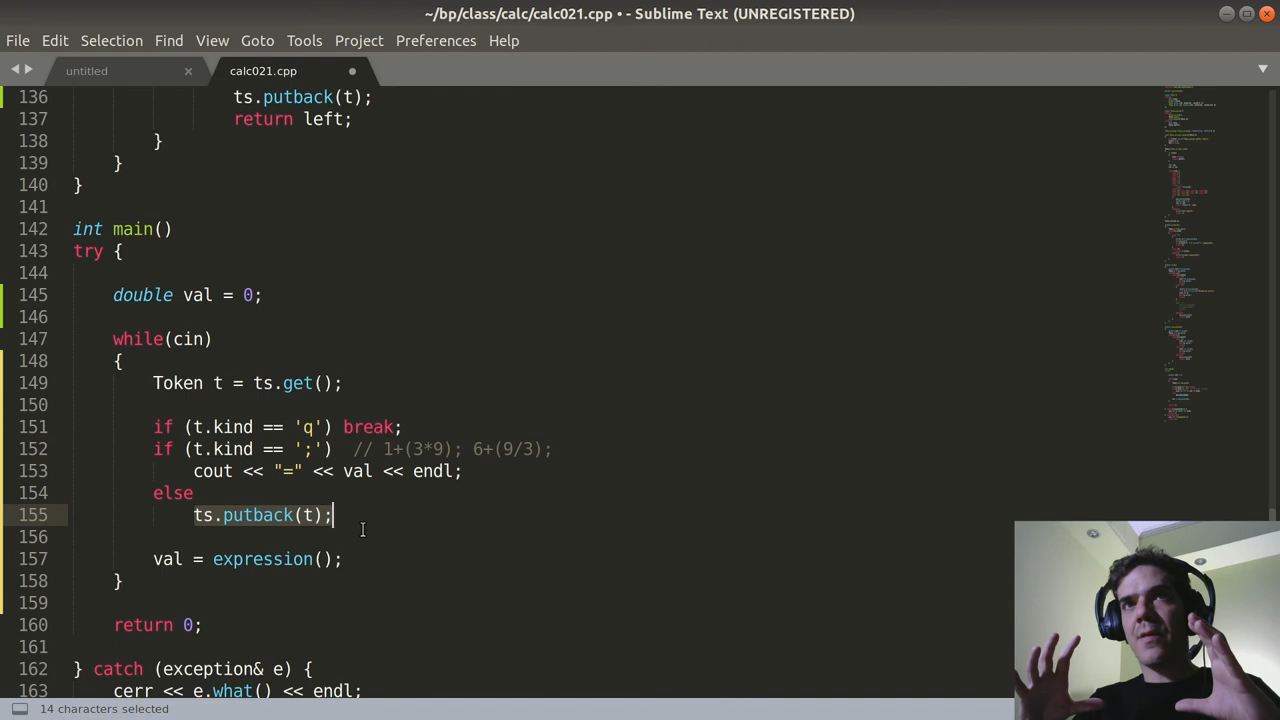 ~/bp/class/calc/calc021.cpp • - Sublime Text (UNREGISTERED)
File Edit Selection Find View Goto Tools Project Preferences Help
untitled calc021.cpp
136 ts.putback(t);
137 return left;
138 }
139 }
140 }
141
142 int main()
143 try {
144
145 double val = 0;
146
147 while(cin)
148 {
149 Token t = ts.get();
150
151 if (t.kind == 'q') break;
152 if (t.kind == ';') // 1+(3*9); 6+(9/3);
153 cout << "=" << val << endl;
154 else
155 ts.putback(t);
156
157 val = expression();
158 }
159
160 return 0;
161
162 } catch (exception& e) {
163 cerr << e.what() << endl;
14 characters selected